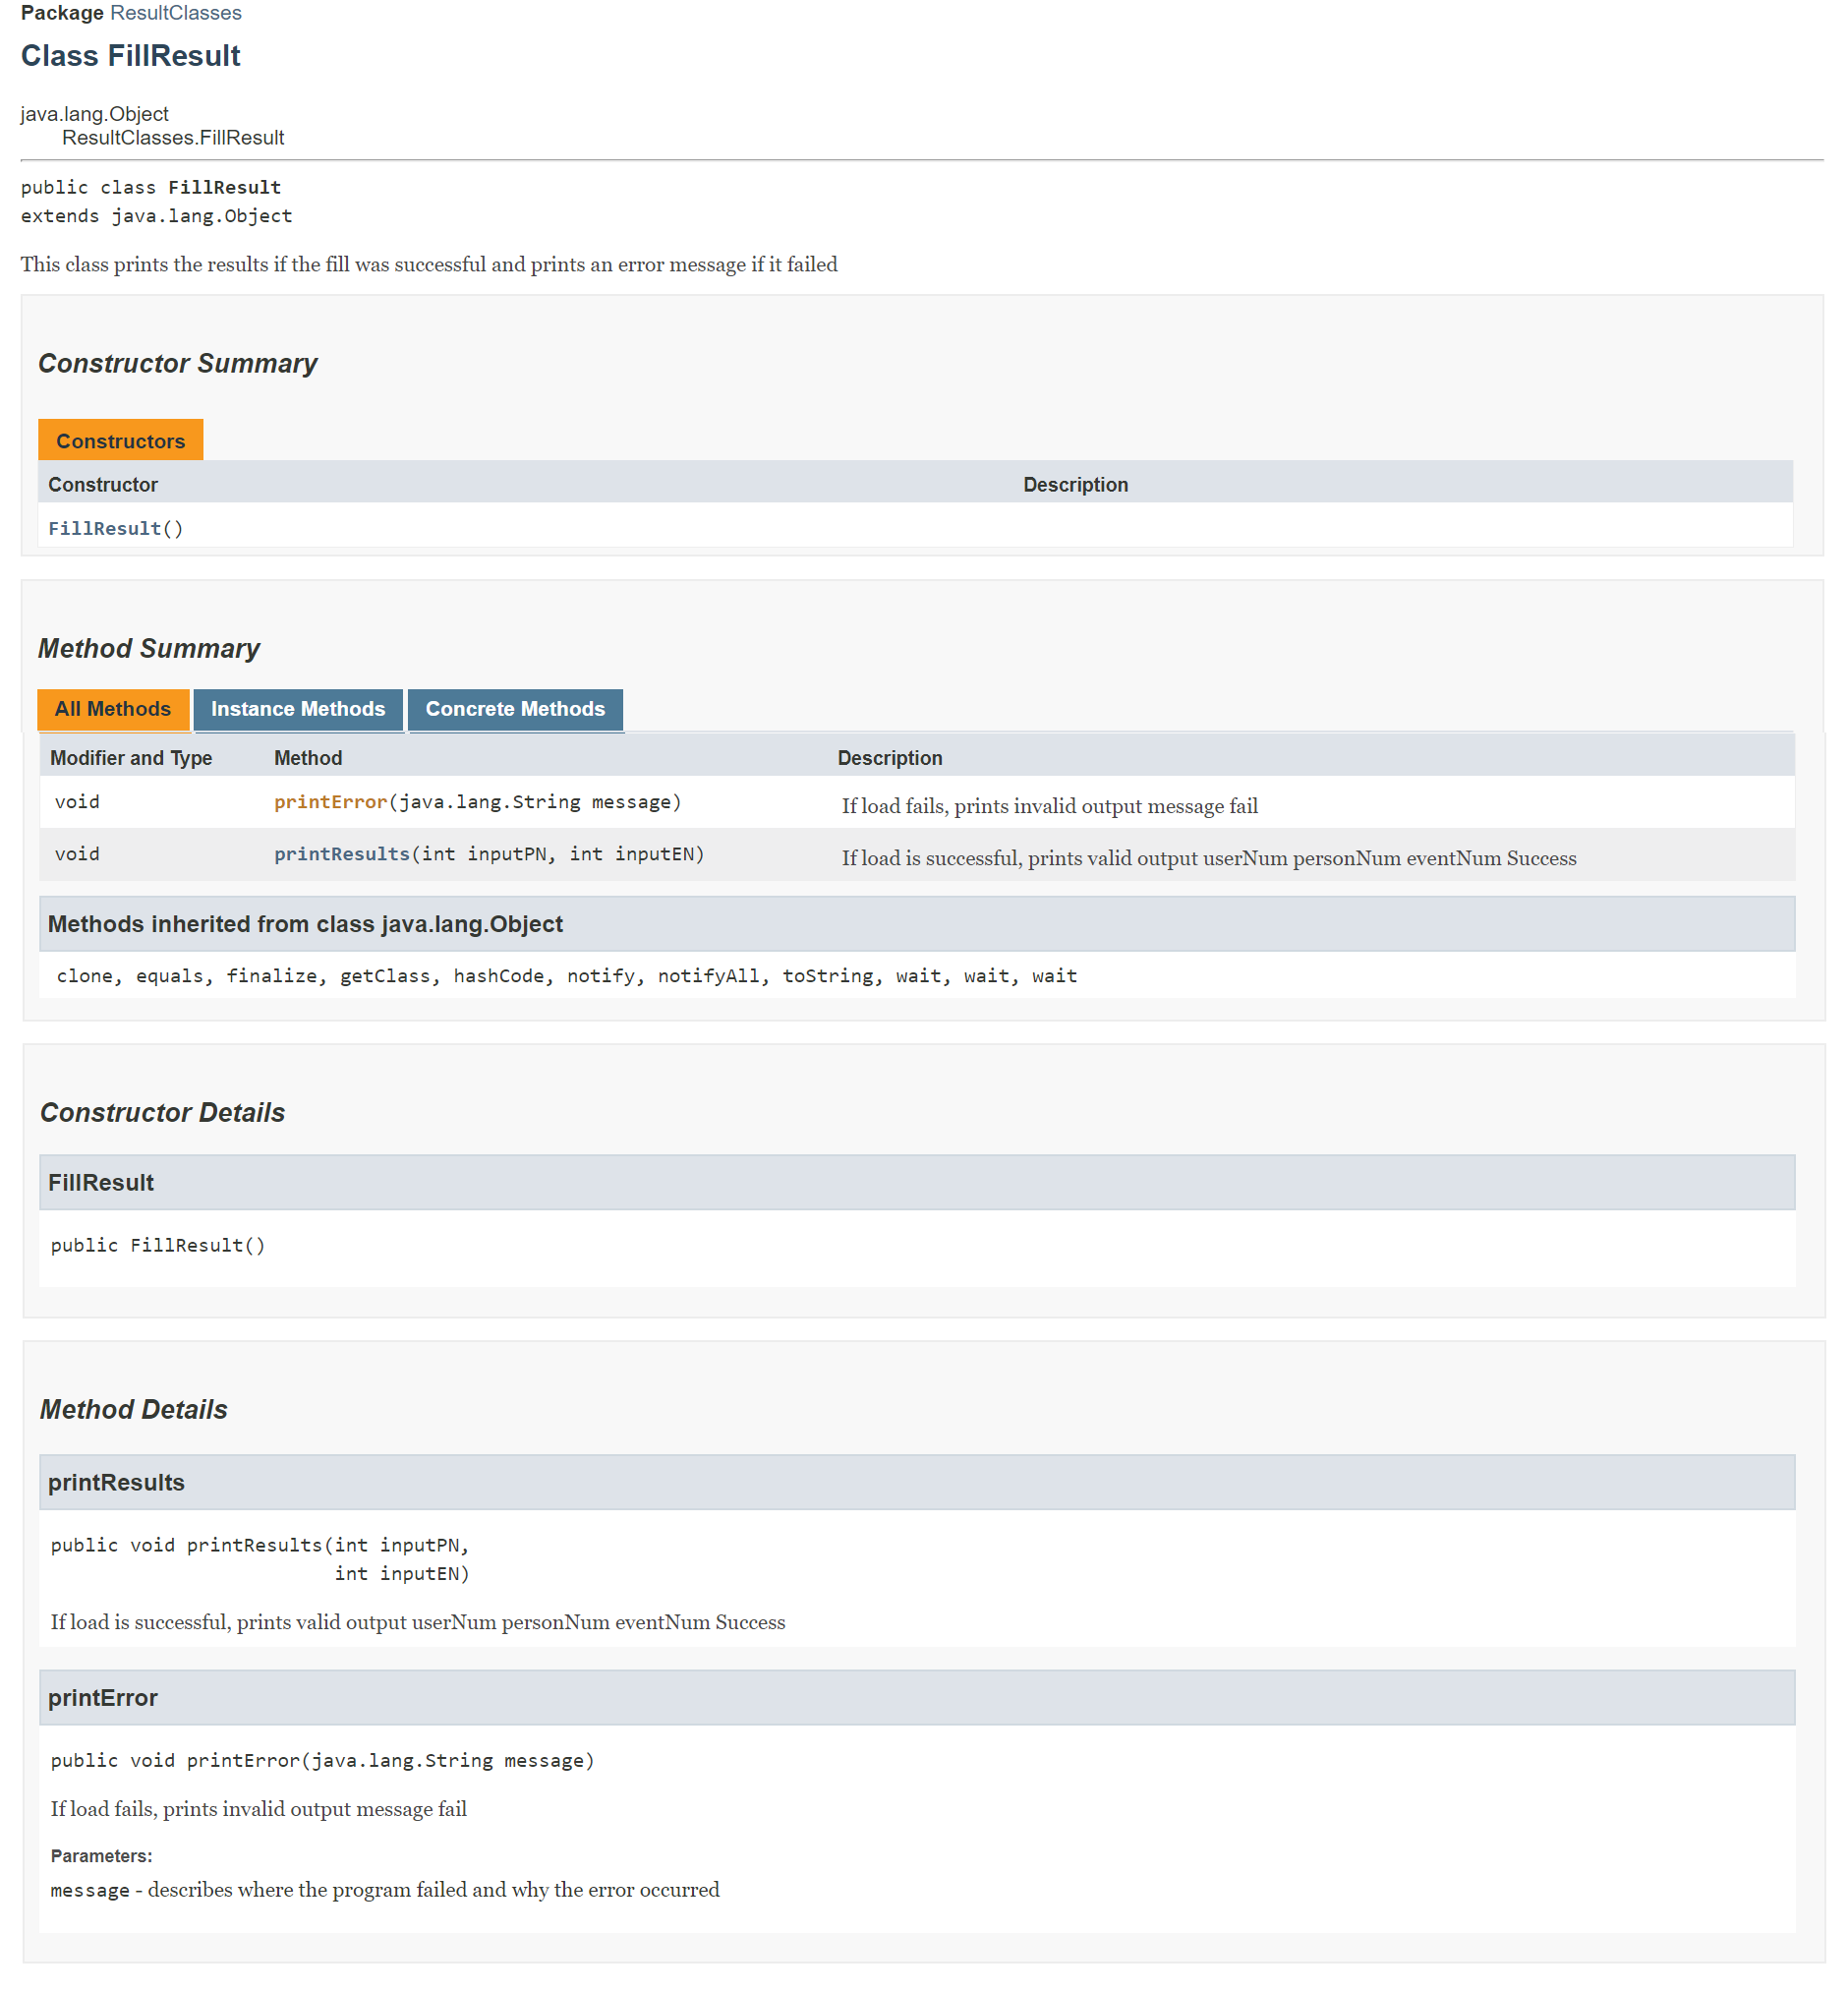 Package ResultClasses
Class FillResult
java.lang.Object
ResultClasses.FillResult
public class FillResult
extends java.lang.Object
This class prints the results if the fill was successful and prints an error message if it failed
Constructor Summary
Constructors
Constructor Description
FillResult()
Method Summary
All Methods Instance Methods Concrete Methods
Modifier and Type Method Description
void printError(java.lang.String message) If load fails, prints invalid output message fail
void printResults(int inputPN, int inputEN) If load is successful, prints valid output userNum personNum eventNum Success
Methods inherited from class java.lang.Object
clone, equals, finalize, getClass, hashCode, notify, notifyAll, toString, wait, wait, wait
Constructor Details
FillResult
public FillResult()
Method Details
printResults
public void printResults(int inputPN,
int inputEN)
If load is successful, prints valid output userNum personNum eventNum Success
printError
public void printError(java.lang.String message)
If load fails, prints invalid output message fail
Parameters:
message - describes where the program failed and why the error occurred